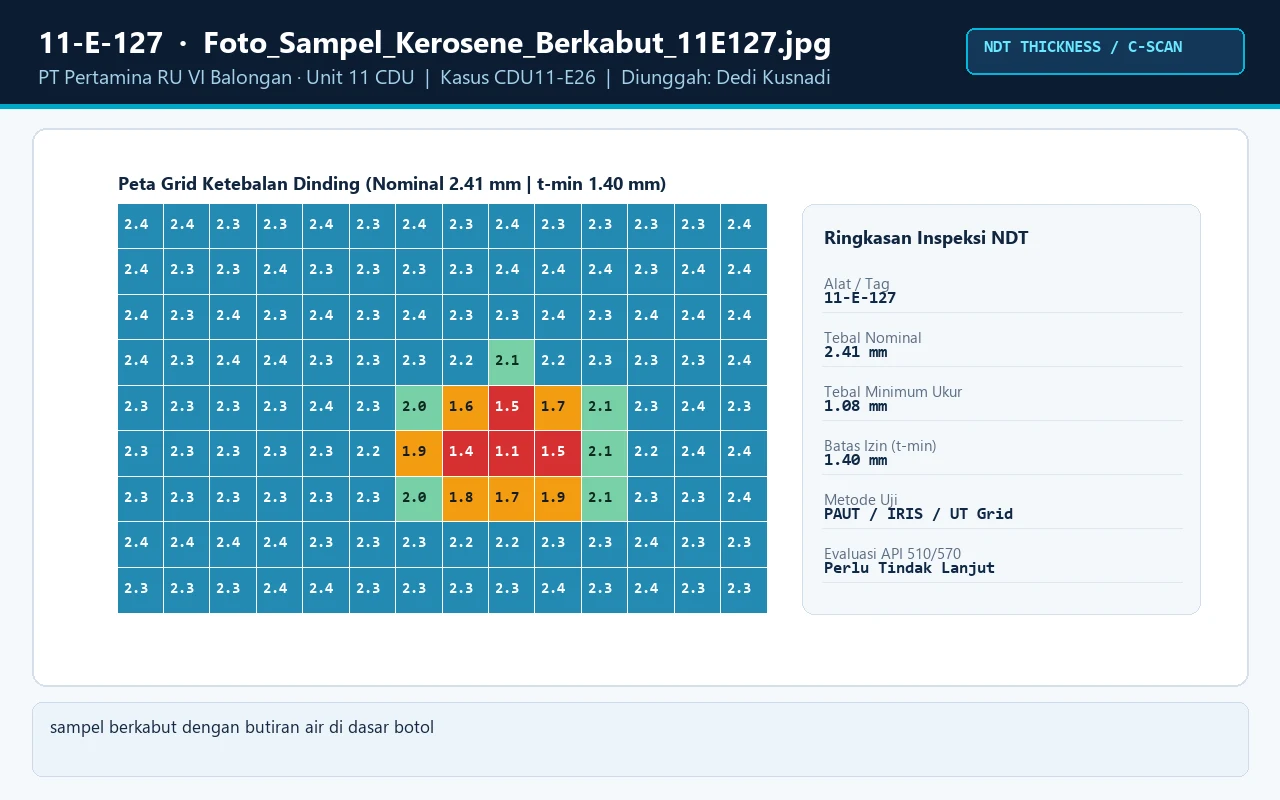 11-E-127 · Foto_Sampel_Kerosene_Berkabut_11E127.jpg
NDT THICKNESS / C-SCAN
PT Pertamina RU VI Balongan · Unit 11 CDU | Kasus CDU11-E26 | Diunggah: Dedi Kusnadi
Peta Grid Ketebalan Dinding (Nominal 2.41 mm | t-min 1.40 mm)
2.4 2.4 2.3 2.3 2.4 2.3 2.4 2.3 2.4 2.3 2.3 2.3 2.3 2.4
2.4 2.3 2.3 2.4 2.3 2.3 2.3 2.3 2.4 2.4 2.4 2.3 2.4 2.4
2.4 2.3 2.4 2.3 2.4 2.3 2.4 2.3 2.3 2.4 2.3 2.4 2.4 2.4
2.4 2.3 2.4 2.4 2.3 2.3 2.3 2.2 2.1 2.2 2.3 2.3 2.3 2.4
2.3 2.3 2.3 2.3 2.4 2.3 2.0 1.6 1.5 1.7 2.1 2.3 2.4 2.3
2.3 2.3 2.3 2.3 2.3 2.2 1.9 1.4 1.1 1.5 2.1 2.2 2.4 2.4
2.3 2.3 2.3 2.3 2.3 2.3 2.0 1.8 1.7 1.9 2.1 2.3 2.3 2.4
2.4 2.4 2.4 2.4 2.3 2.3 2.3 2.2 2.2 2.3 2.3 2.4 2.3 2.3
2.3 2.3 2.3 2.4 2.4 2.3 2.3 2.3 2.3 2.4 2.3 2.4 2.3 2.3
Ringkasan Inspeksi NDT
Alat / Tag
11-E-127
Tebal Nominal
2.41 mm
Tebal Minimum Ukur
1.08 mm
Batas Izin (t-min)
1.40 mm
Metode Uji
PAUT / IRIS / UT Grid
Evaluasi API 510/570
Perlu Tindak Lanjut
sampel berkabut dengan butiran air di dasar botol